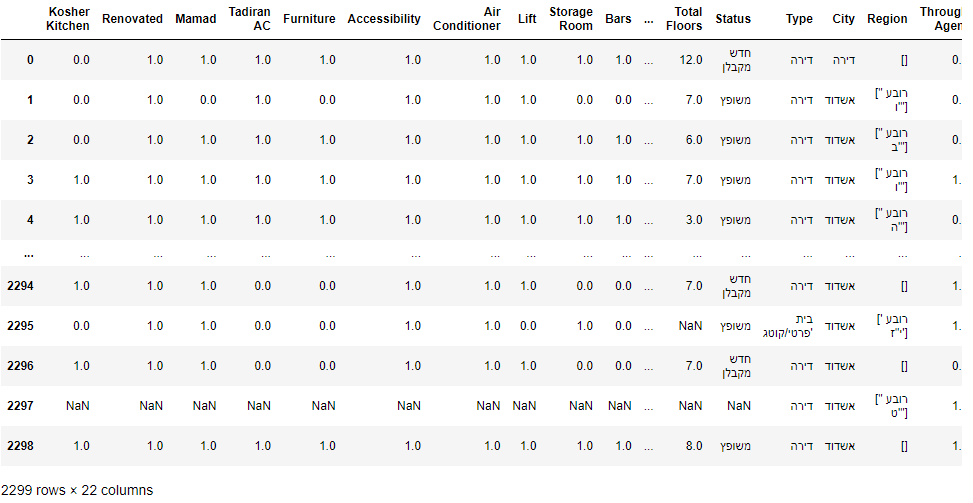 Kosher Kitchen Renovated Mamad Tadiran AC Furniture Accessibility Air Conditioner Lift Storage Room Bars ... Total Floors Status Type City Region Through Agen
0 0.0 1.0 1.0 1.0 1.0 1.0 1.0 1.0 1.0 1.0 ... 12.0 חדש מקבלן דירה דירה [] 0.
1 0.0 1.0 0.0 1.0 0.0 1.0 1.0 1.0 0.0 0.0 ... 7.0 משופץ דירה אשדוד ["רובע ו'"] 0.
2 0.0 1.0 1.0 1.0 1.0 1.0 1.0 1.0 1.0 1.0 ... 6.0 משופץ דירה אשדוד ["רובע ב'"] 0.
3 1.0 1.0 1.0 1.0 1.0 1.0 1.0 1.0 1.0 1.0 ... 7.0 משופץ דירה אשדוד ["רובע ו'"] 1.
4 1.0 1.0 1.0 1.0 1.0 1.0 1.0 1.0 1.0 1.0 ... 3.0 משופץ דירה אשדוד ["רובע ה'"] 0.
... ... ... ... ... ... ... ... ... ... ... ... ... ... ... ... ... .
2294 1.0 1.0 1.0 0.0 0.0 1.0 1.0 1.0 0.0 0.0 ... 7.0 חדש מקבלן דירה אשדוד [] 1.
2295 1.0 1.0 1.0 0.0 0.0 1.0 1.0 0.0 1.0 0.0 ... NaN משופץ בית פרטי/קוטג' אשדוד ['רובע י"ז'] 1.
2296 1.0 1.0 1.0 0.0 0.0 1.0 1.0 1.0 0.0 0.0 ... 7.0 חדש מקבלן דירה אשדוד [] 0.
2297 NaN NaN NaN NaN NaN NaN NaN NaN NaN NaN ... NaN NaN דירה אשדוד ["רובע ט'"] 1.
2298 1.0 1.0 1.0 1.0 1.0 1.0 1.0 1.0 1.0 1.0 ... 8.0 משופץ דירה אשדוד [] 1.
2299 rows × 22 columns